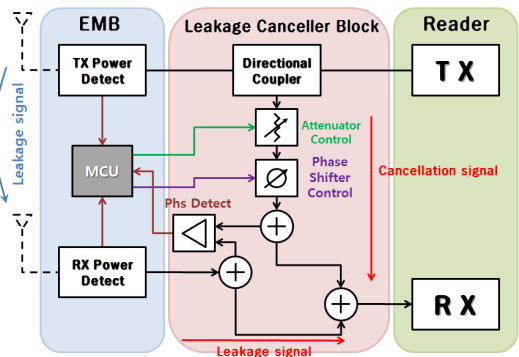 EMB
Leakage Canceller Block
Reader
TX Power
Detect
Directional
Coupler
T X
Leakage signal
Attenuator
Control
MCU
Phase
Shifter
Control
Cancellation signal
Phs Detect
RX Power
Detect
R X
Leakage signal